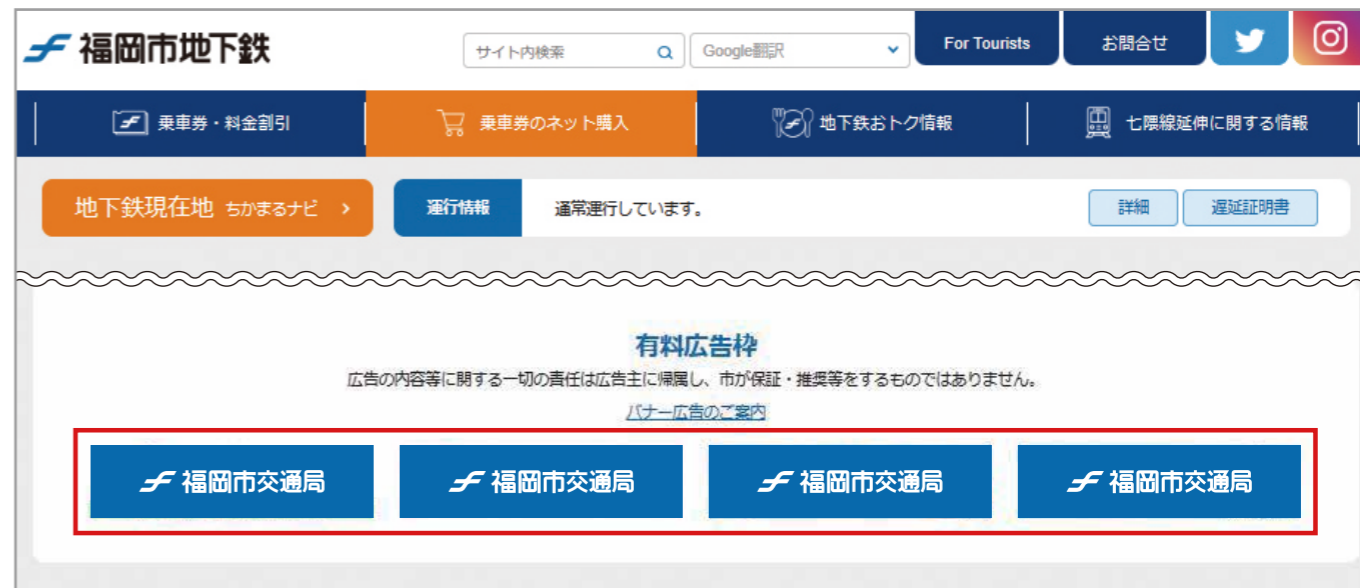 福岡市地下鉄
サイト内検索
Google翻訳
For Tourists
お問合せ
乗車券・料金割引
乗車券のネット購入
地下鉄おトク情報
七隈線延伸に関する情報
地下鉄現在地 ちかまるナビ
運行情報
通常運行しています。
詳細
遅延証明書
有料広告枠
広告の内容等に関する一切の責任は広告主に帰属し、市が保証・推奨等をするものではありません。
バナー広告のご案内
福岡市交通局
福岡市交通局
福岡市交通局
福岡市交通局